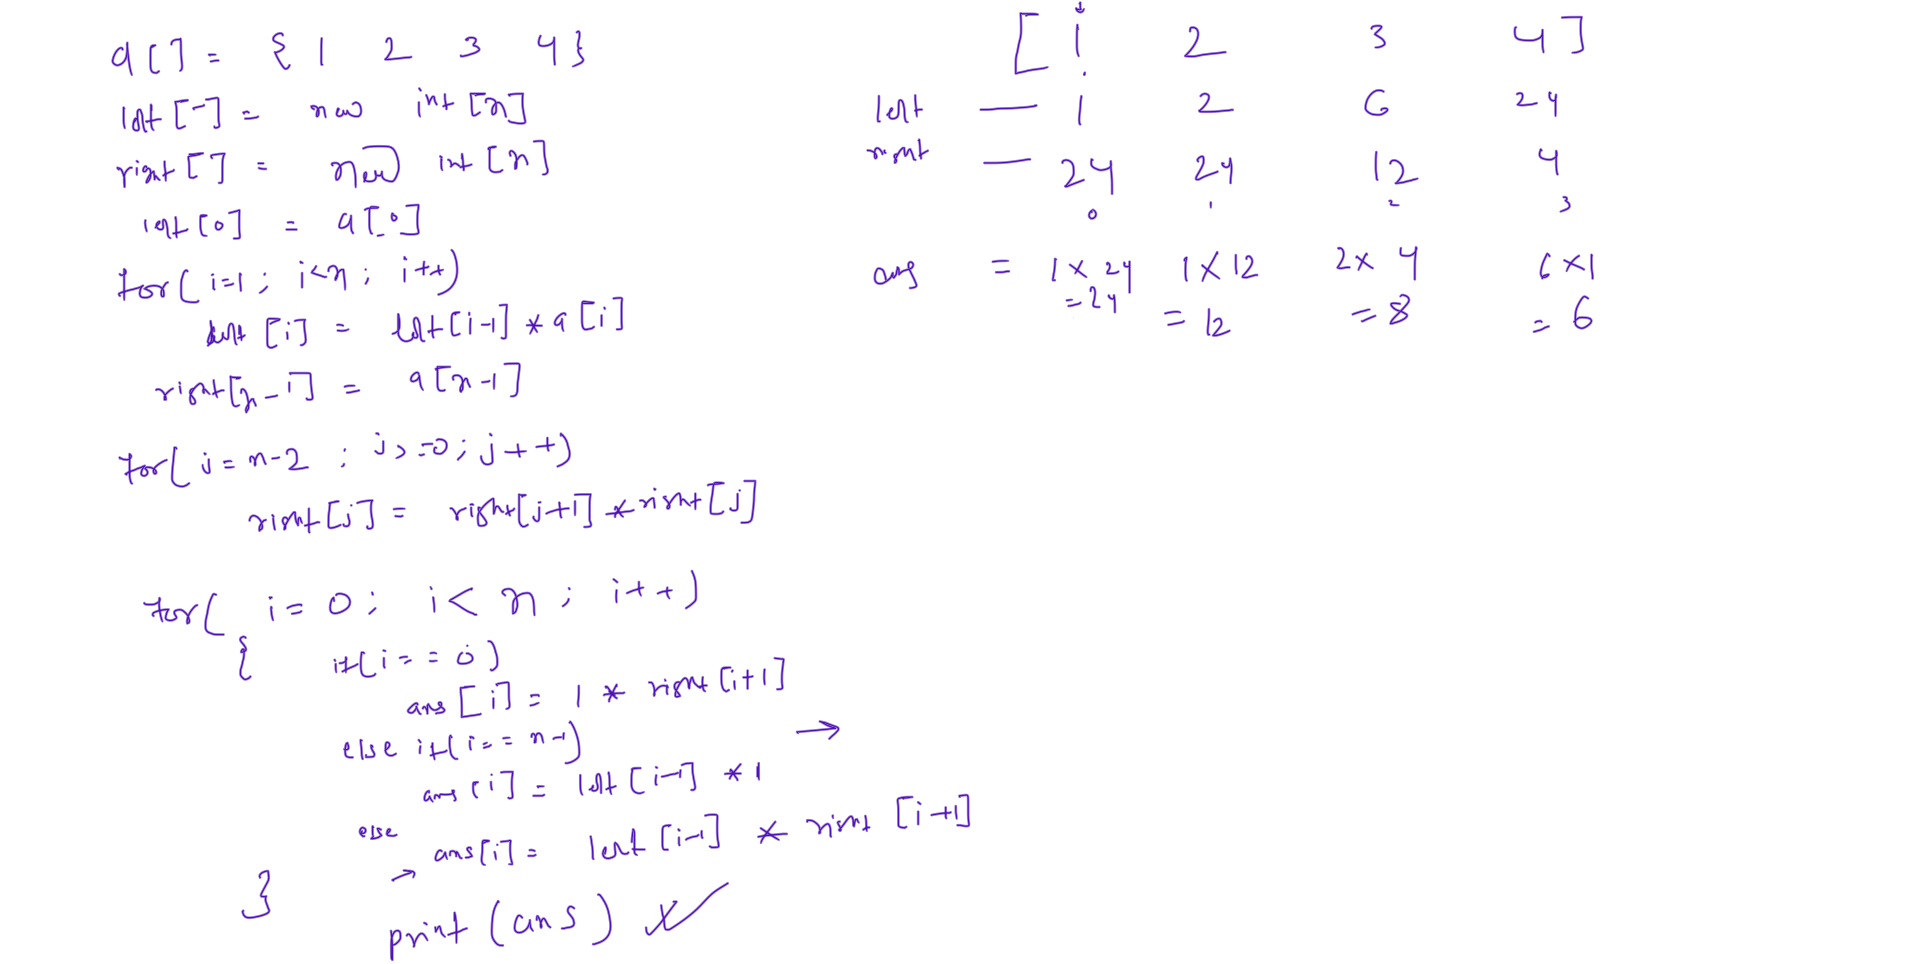 a[] = { 1 2 3 4 }
left [-] = new int [n]
right [] = new int [n]
left [0] = a[0]
for( i=1 ; i<n ; i++)
left [i] = left[i-1] * a[i]
right[n-1] = a[n-1]
for( j = n-2 ; j>=0 ; j++)
right[j] = right[j+1] * right[j]
for( i = 0 ; i < n ; i++)
{ if( i == 0 )
ans [i] = 1 * right [i+1]
else if( i == n-1) →
ans [i] = left [i-1] * 1
else
→ ans[i] = left [i-1] * right [i+1]
}
print (ans)
[ 1 2 3 4 ]
left — 1 2 6 24
right — 24 24 12 4
0 1 2 3
ans = 1 x 24 1 x 12 2 x 4 6 x 1
= 24 = 12 = 8 = 6